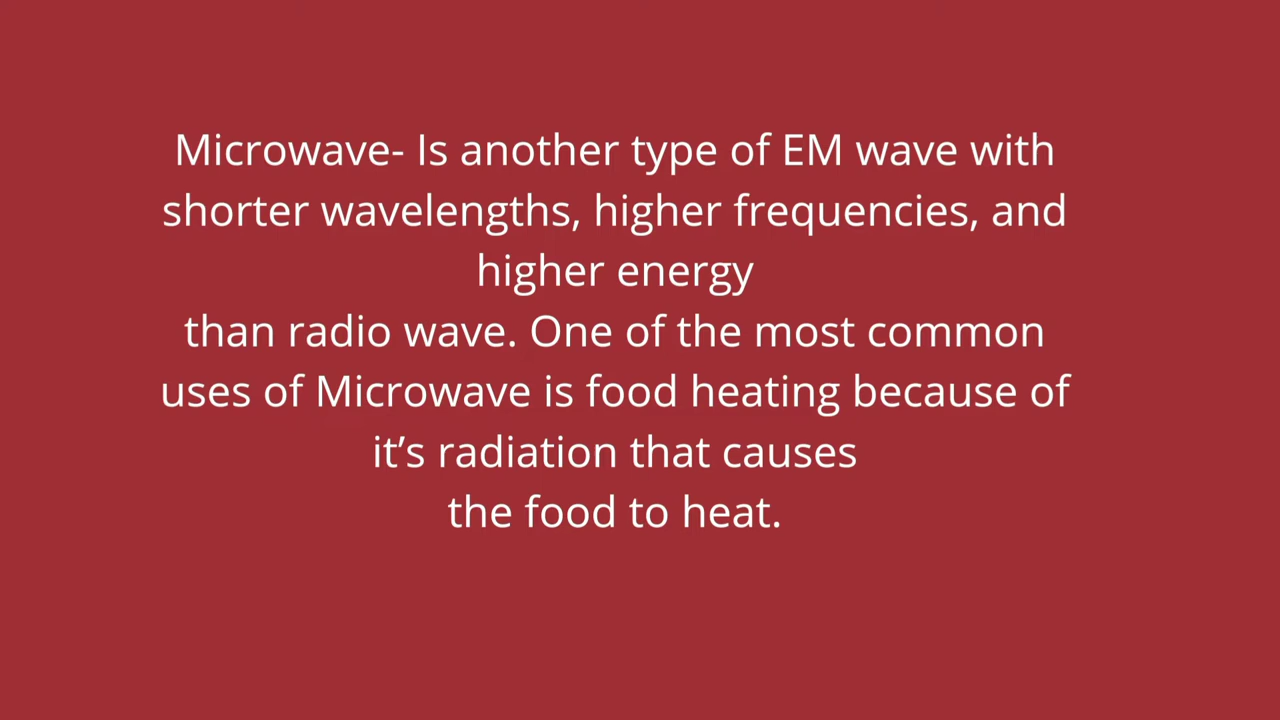 Microwave- Is another type of EM wave with
shorter wavelengths, higher frequencies, and
higher energy
than radio wave. One of the most common
uses of Microwave is food heating because of
it’s radiation that causes
the food to heat.